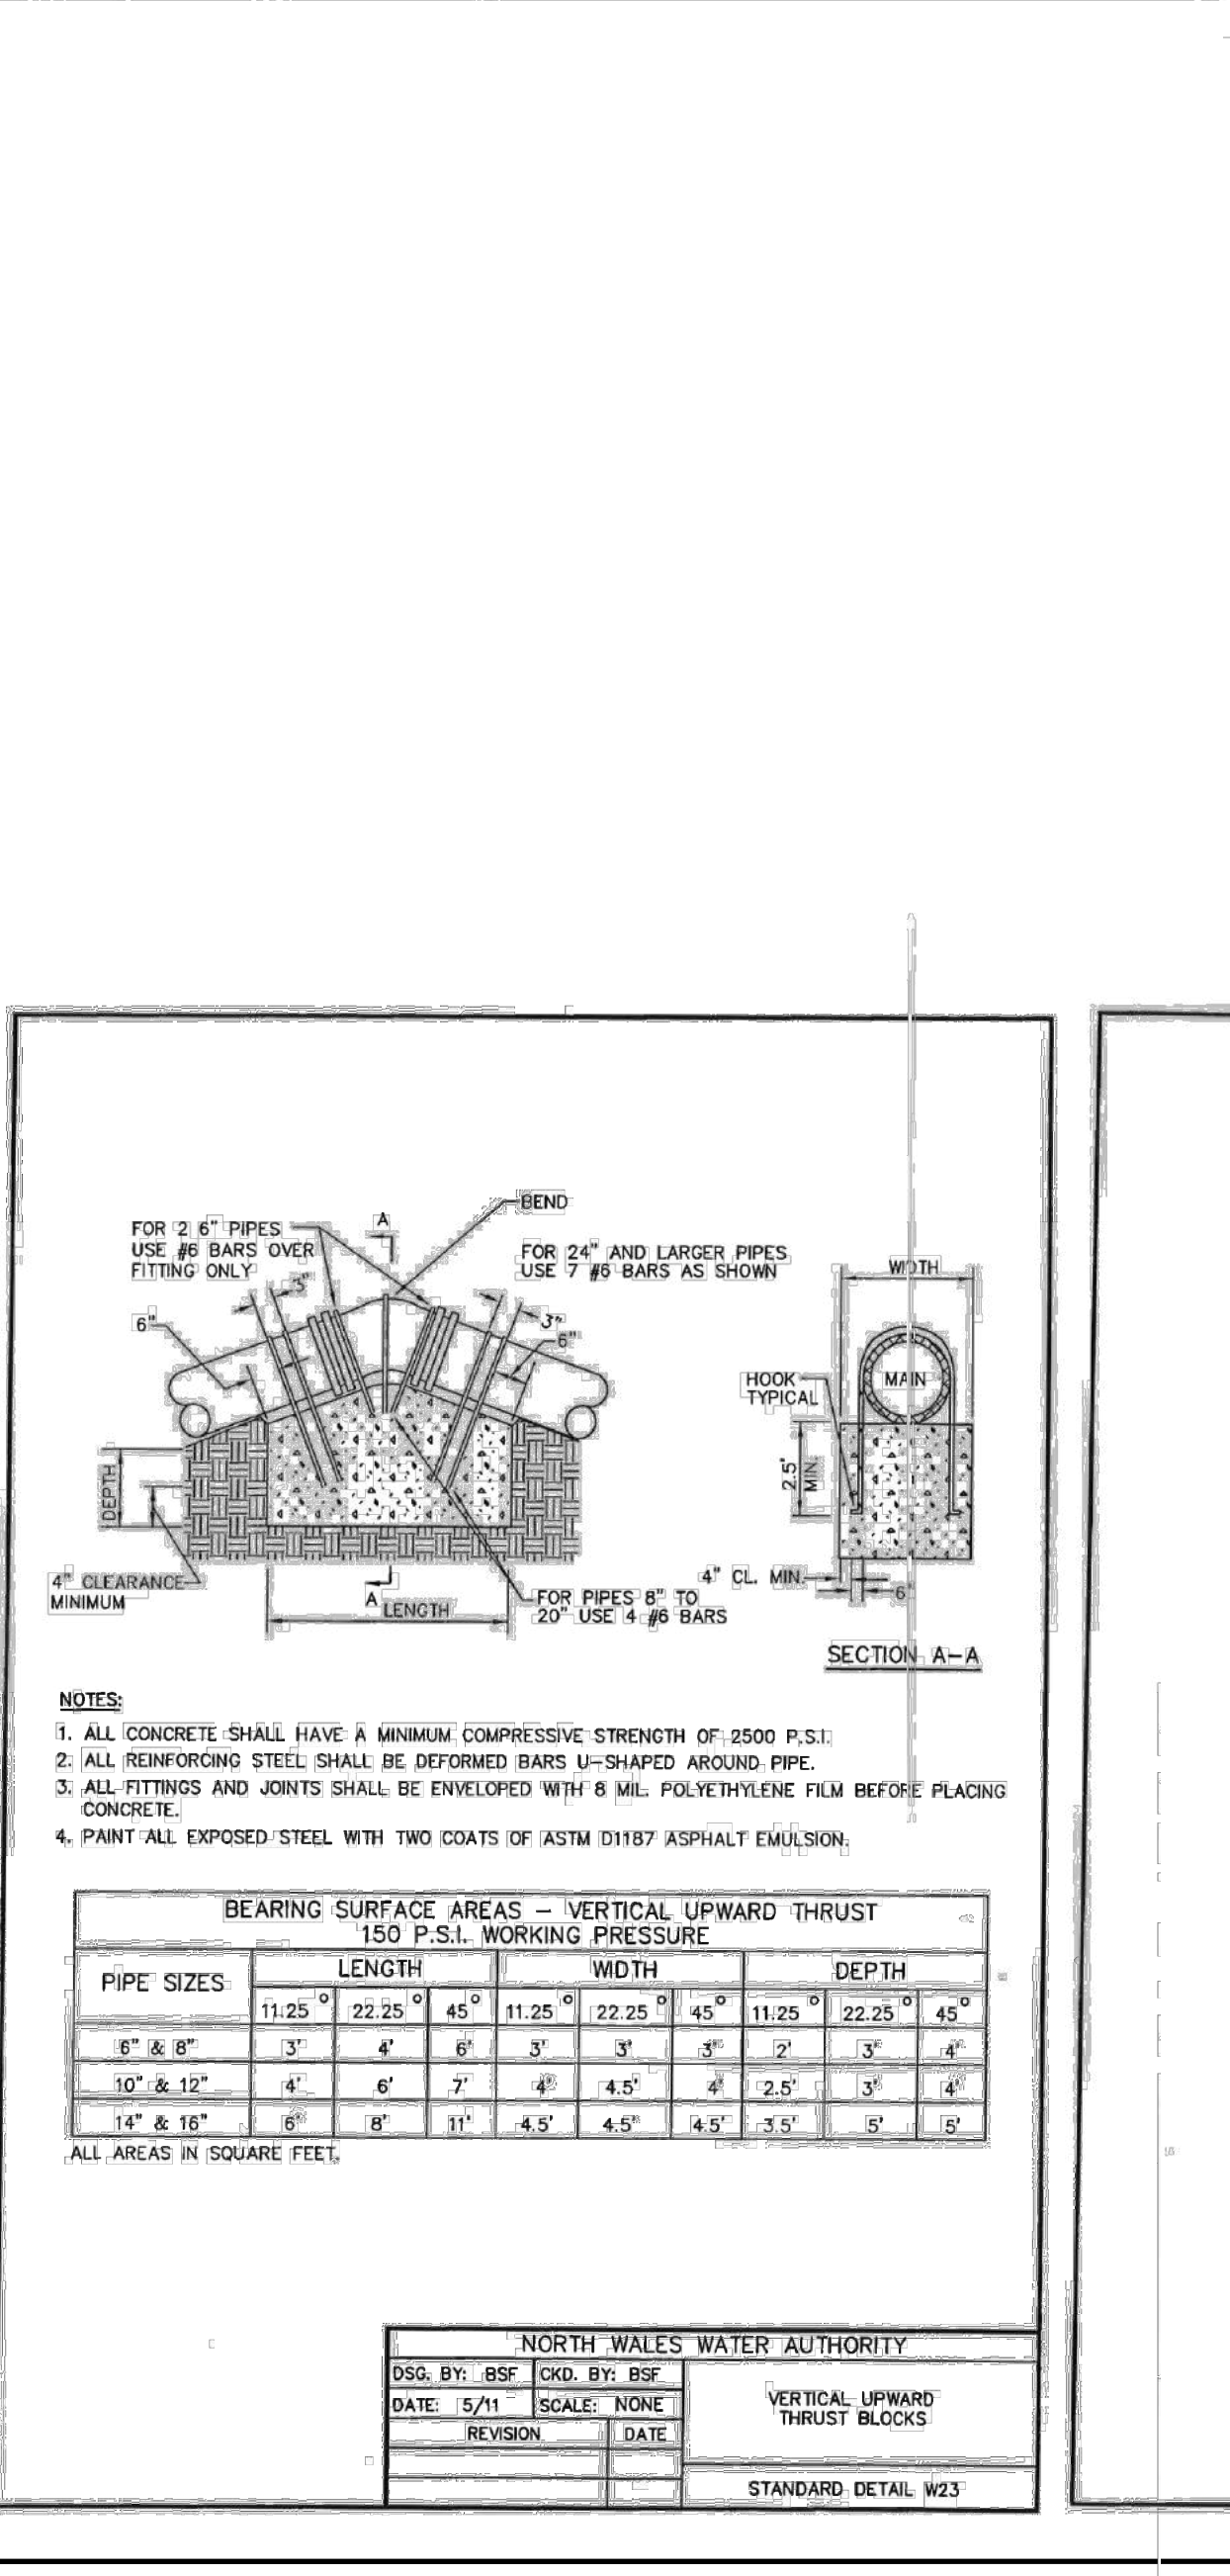 BEND
A
FOR 2 6" PIPES
USE #6 BARS OVER
FITTING ONLY
FOR 24" AND LARGER PIPES
USE 7 #6 BARS AS SHOWN
WIDTH
3"
6"
3"
6"
HOOK
TYPICAL
MAIN
2.5'
MIN.
DEPTH
4" CLEARANCE
MINIMUM
A
LENGTH
FOR PIPES 8" TO
20" USE 4 #6 BARS
4" CL. MIN.
6"
SECTION A-A
NOTES:
1. ALL CONCRETE SHALL HAVE A MINIMUM COMPRESSIVE STRENGTH OF 2500 P.S.I.
2. ALL REINFORCING STEEL SHALL BE DEFORMED BARS U-SHAPED AROUND PIPE.
3. ALL FITTINGS AND JOINTS SHALL BE ENVELOPED WITH 8 MIL. POLYETHYLENE FILM BEFORE PLACING
CONCRETE.
4. PAINT ALL EXPOSED STEEL WITH TWO COATS OF ASTM D1187 ASPHALT EMULSION.
BEARING SURFACE AREAS - VERTICAL UPWARD THRUST
150 P.S.I. WORKING PRESSURE
PIPE SIZES LENGTH WIDTH DEPTH
11.25° 22.25° 45° 11.25° 22.25° 45° 11.25° 22.25° 45°
6" & 8" 3' 4' 6' 3' 3' 3' 2' 3' 4'
10" & 12" 4' 6' 7' 4' 4.5' 4' 2.5' 3' 4'
14" & 16" 6' 8' 11' 4.5' 4.5' 4.5' 3.5' 5' 5'
ALL AREAS IN SQUARE FEET.
NORTH WALES WATER AUTHORITY
DSG. BY: BSF CKD. BY: BSF
DATE: 5/11 SCALE: NONE
REVISION DATE
VERTICAL UPWARD
THRUST BLOCKS
STANDARD DETAIL W23